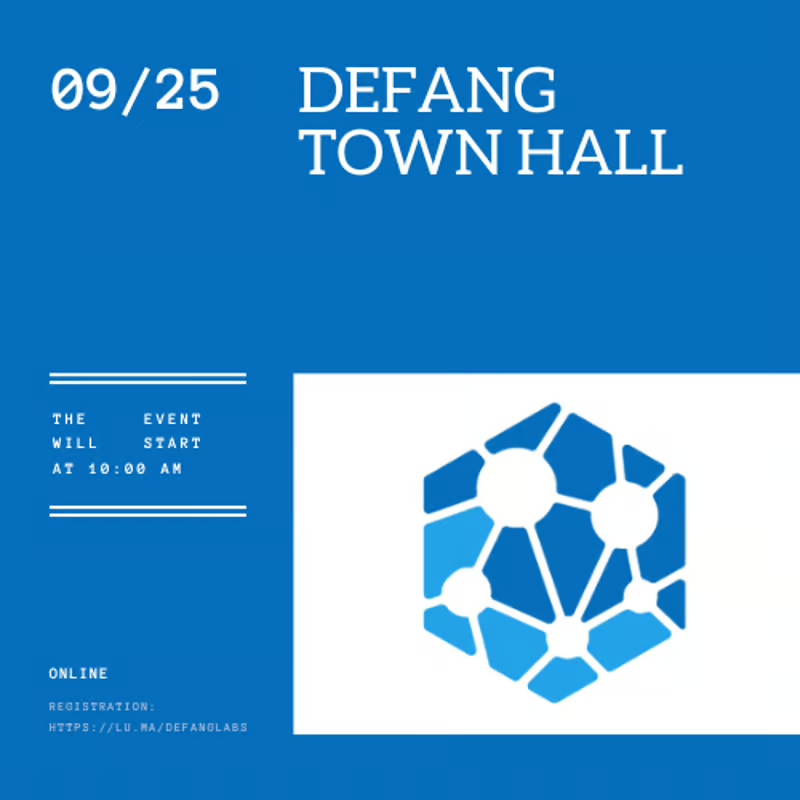 09/25
DEFANG
TOWN HALL
THE EVENT
WILL START
AT 10:00 AM
ONLINE
REGISTRATION:
HTTPS://LU.MA/DEFANGLABS